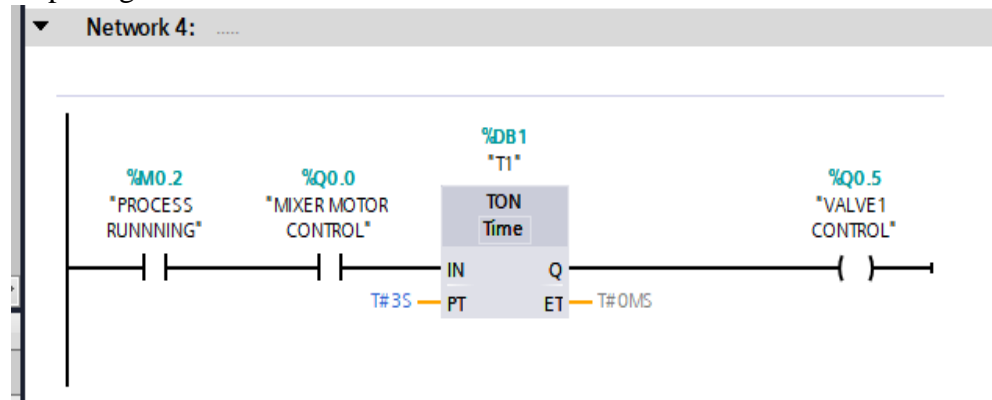 Network 4: .....
%DB1
"T1"
%M0.2
"PROCESS
RUNNNING"
%Q0.0
"MIXER MOTOR
CONTROL"
TON
Time
%Q0.5
"VALVE1
CONTROL"
IN Q
T#3S PT ET T#0MS